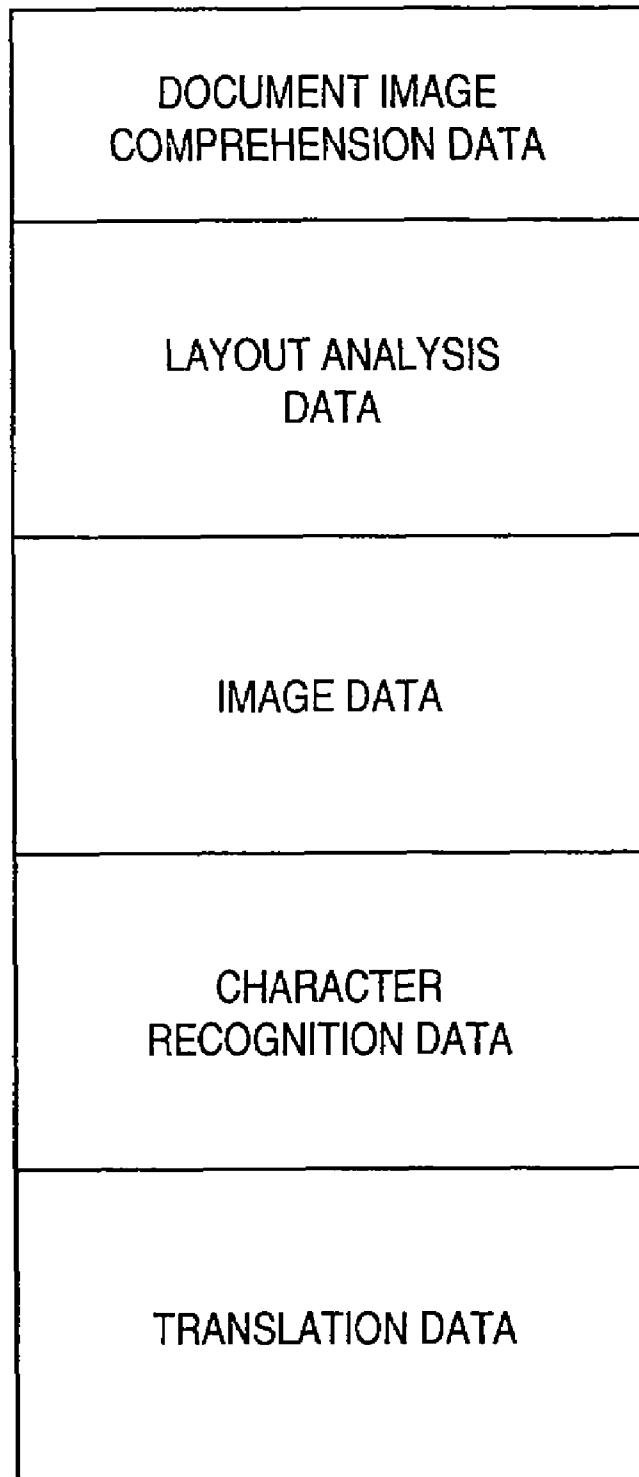 DOCUMENT IMAGE
COMPREHENSION DATA
LAYOUT ANALYSIS
DATA
IMAGE DATA
CHARACTER
RECOGNITION DATA
TRANSLATION DATA